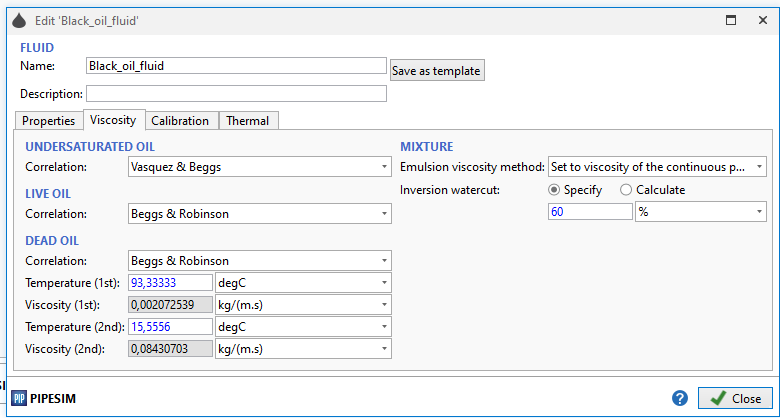 Edit 'Black_oil_fluid'
FLUID
Name: Black_oil_fluid Save as template
Description:
Properties Viscosity Calibration Thermal
UNDERSATURATED OIL MIXTURE
Correlation: Vasquez & Beggs Emulsion viscosity method: Set to viscosity of the continuous p...
LIVE OIL Inversion watercut: Specify Calculate
Correlation: Beggs & Robinson 60 %
DEAD OIL
Correlation: Beggs & Robinson
Temperature (1st): 93,33333 degC
Viscosity (1st): 0,002072539 kg/(m.s)
Temperature (2nd): 15,5556 degC
Viscosity (2nd): 0,08430703 kg/(m.s)
PIP PIPESIM ? Close